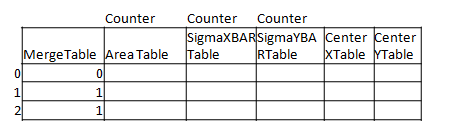 Counter Counter Counter
SigmaXBAR SigmaYBA Center Center
MergeTable Area Table Table RTable XTable YTable
0 0
1 1
2 1